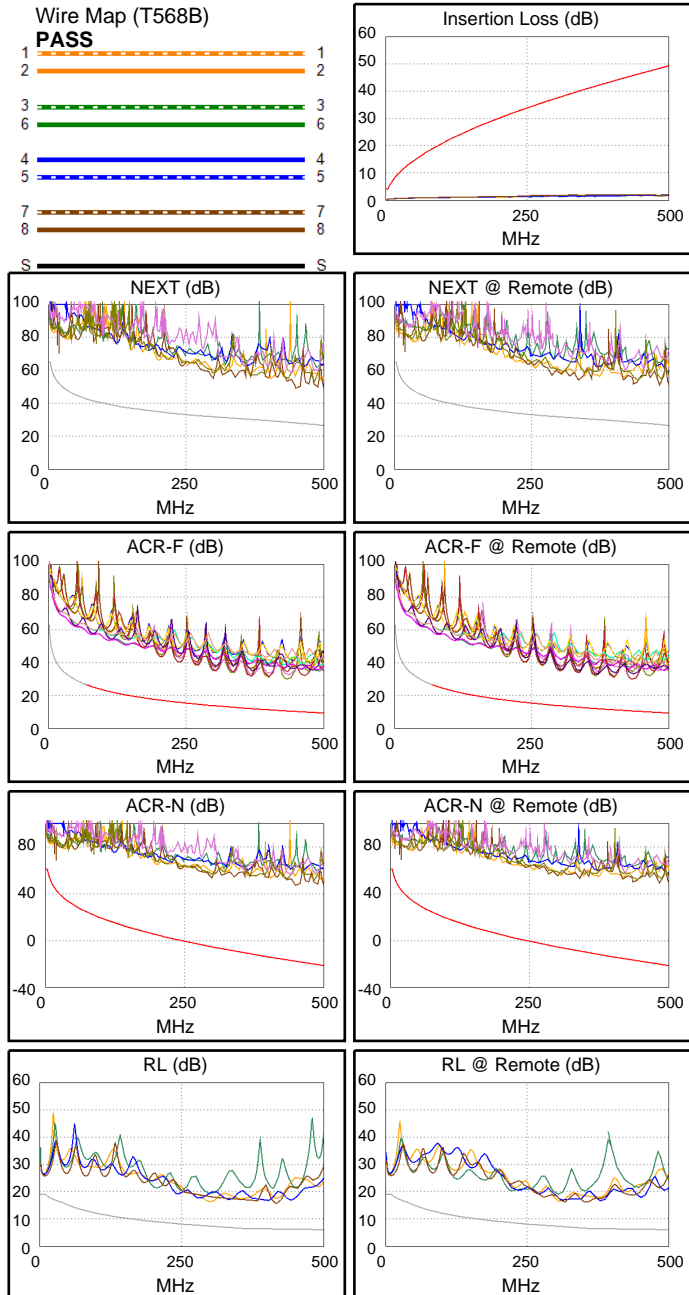 Wire Map (T568B)
PASS
1 1
2 2
3 3
6 6
4 4
5 5
7 7
8 8
S S
Insertion Loss (dB)
60
50
40
30
20
10
0
0 250 500
MHz
NEXT (dB)
100
80
60
40
20
0
0 250 500
MHz
NEXT @ Remote (dB)
100
80
60
40
20
0
0 250 500
MHz
ACR-F (dB)
100
80
60
40
20
0
0 250 500
MHz
ACR-F @ Remote (dB)
100
80
60
40
20
0
0 250 500
MHz
ACR-N (dB)
80
40
0
-40
0 250 500
MHz
ACR-N @ Remote (dB)
80
40
0
-40
0 250 500
MHz
RL (dB)
60
50
40
30
20
10
0
0 250 500
MHz
RL @ Remote (dB)
60
50
40
30
20
10
0
0 250 500
MHz